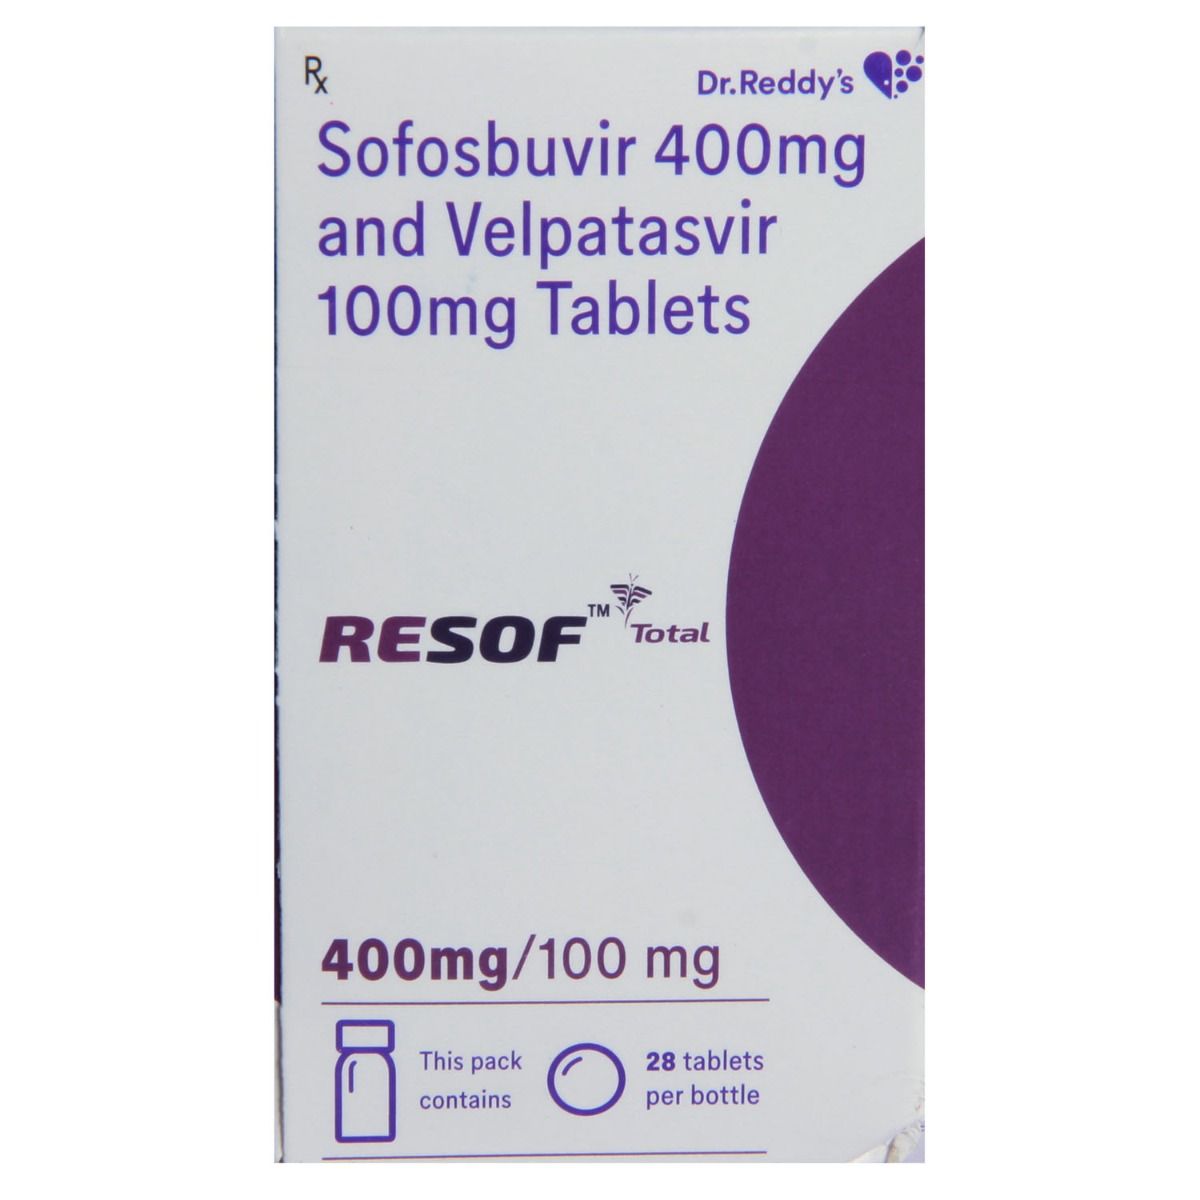 Rx
Dr.Reddy's
Sofosbuvir 400mg
and Velpatasvir
100mg Tablets
RESOF™ Total
400mg/100 mg
This pack
contains
28 tablets
per bottle